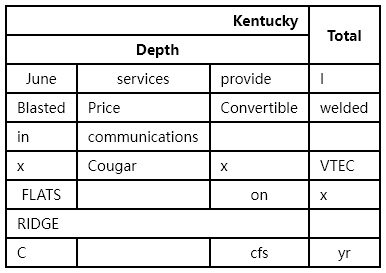 Kentucky Total
Depth
June services provide l
Blasted Price Convertible welded
in communications
x Cougar x VTEC
FLATS on x
RIDGE
C cfs yr